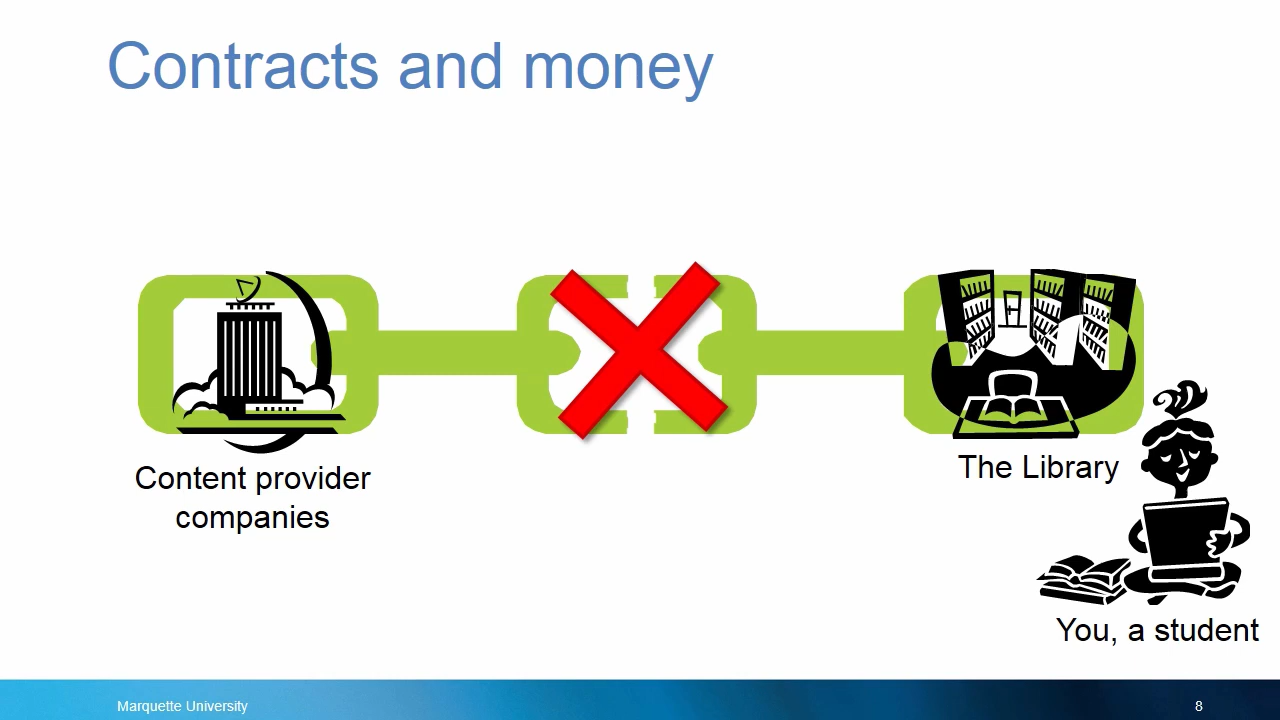 Contracts and money
Content provider
companies
The Library
You, a student
Marquette University
8